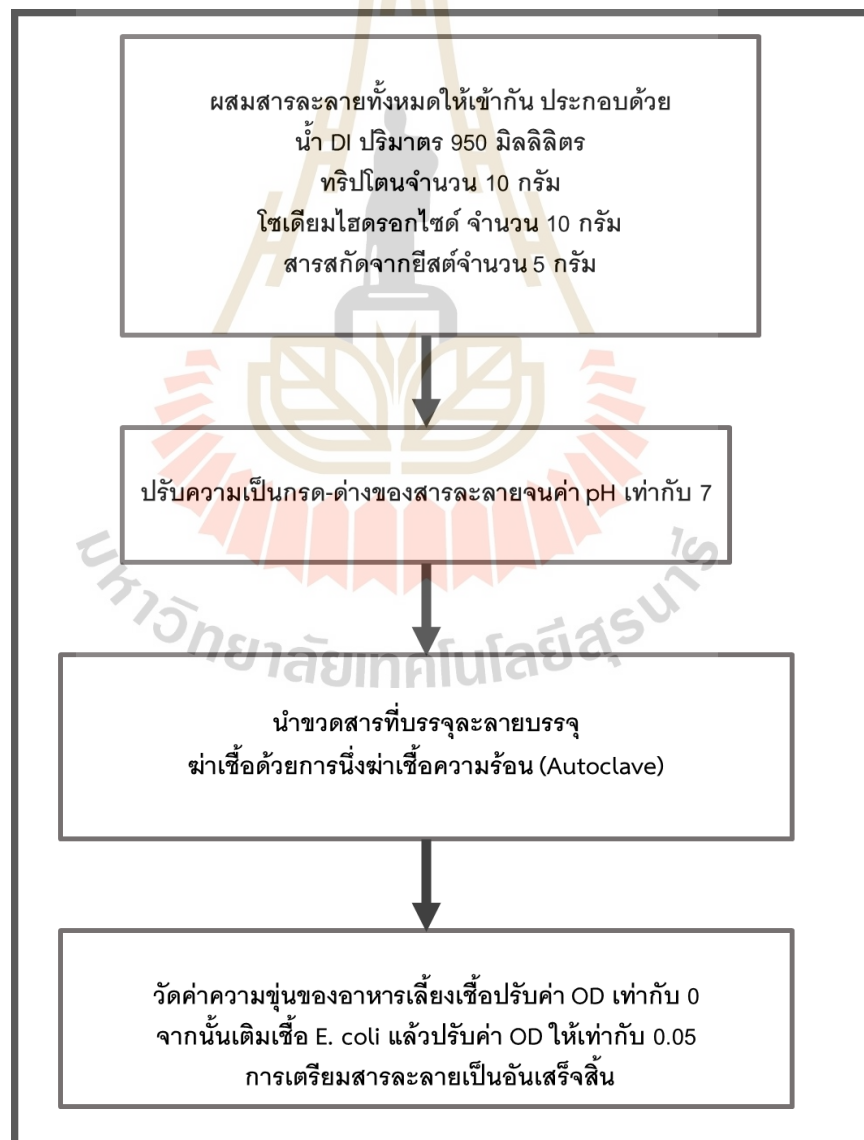 ผสมสารละลายทั้งหมดให้เข้ากัน ประกอบด้วย
น้ำ DI ปริมาตร 950 มิลลิลิตร
ทริปโตนจำนวน 10 กรัม
โซเดียมไฮดรอกไซด์ จำนวน 10 กรัม
สารสกัดจากยีสต์จำนวน 5 กรัม
ปรับความเป็นกรด-ด่างของสารละลายจนค่า pH เท่ากับ 7
มหาวิทยาลัยเทคโนโลยีสุรนารี
นำขวดสารที่บรรจุละลายบรรจุ
ฆ่าเชื้อด้วยการนึ่งฆ่าเชื้อความร้อน (Autoclave)
วัดค่าความขุ่นของอาหารเลี้ยงเชื้อปรับค่า OD เท่ากับ 0
จากนั้นเติมเชื้อ E. coli แล้วปรับค่า OD ให้เท่ากับ 0.05
การเตรียมสารละลายเป็นอันเสร็จสิ้น